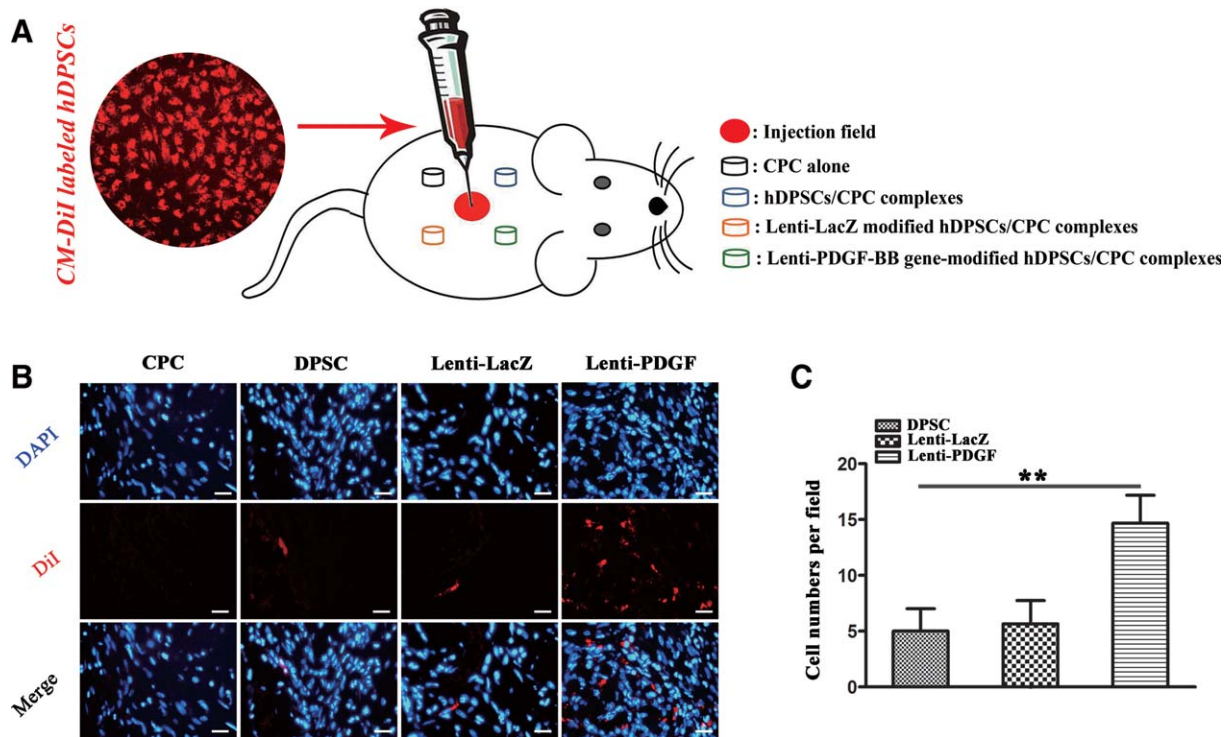 A
CM-DiI labeled hDPSCs
: Injection field
: CPC alone
: hDPSCs/CPC complexes
: Lenti-LacZ modified hDPSCs/CPC complexes
: Lenti-PDGF-BB gene-modified hDPSCs/CPC complexes
B
CPC DPSC Lenti-LacZ Lenti-PDGF
DAPI
DiI
Merge
C
DPSC
Lenti-LacZ
Lenti-PDGF
Cell numbers per field
20
15
10
5
0
**